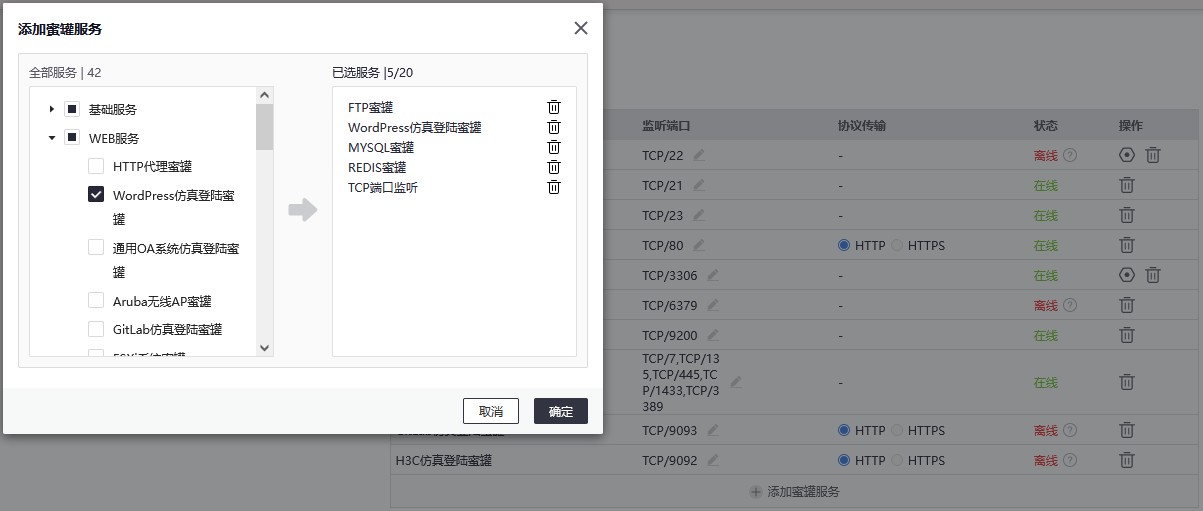 添加蜜罐服务
全部服务 | 42
基础服务
WEB服务
HTTP代理蜜罐
WordPress仿真登陆蜜
罐
通用OA系统仿真登陆蜜
罐
Aruba无线AP蜜罐
GitLab仿真登陆蜜罐
已选服务 |5/20
FTP蜜罐
WordPress仿真登陆蜜罐
MYSQL蜜罐
REDIS蜜罐
TCP端口监听
取消
确定
监听端口 协议传输 状态 操作
TCP/22 - 离线
TCP/21 - 在线
TCP/23 - 在线
TCP/80 HTTP HTTPS 在线
TCP/3306 - 在线
TCP/6379 - 离线
TCP/9200 - 在线
TCP/7,TCP/13
5,TCP/445,TC
P/1433,TCP/3
389
- 在线
TCP/9093 HTTP HTTPS 离线
H3C仿真登陆蜜罐 TCP/9092 HTTP HTTPS 离线
添加蜜罐服务